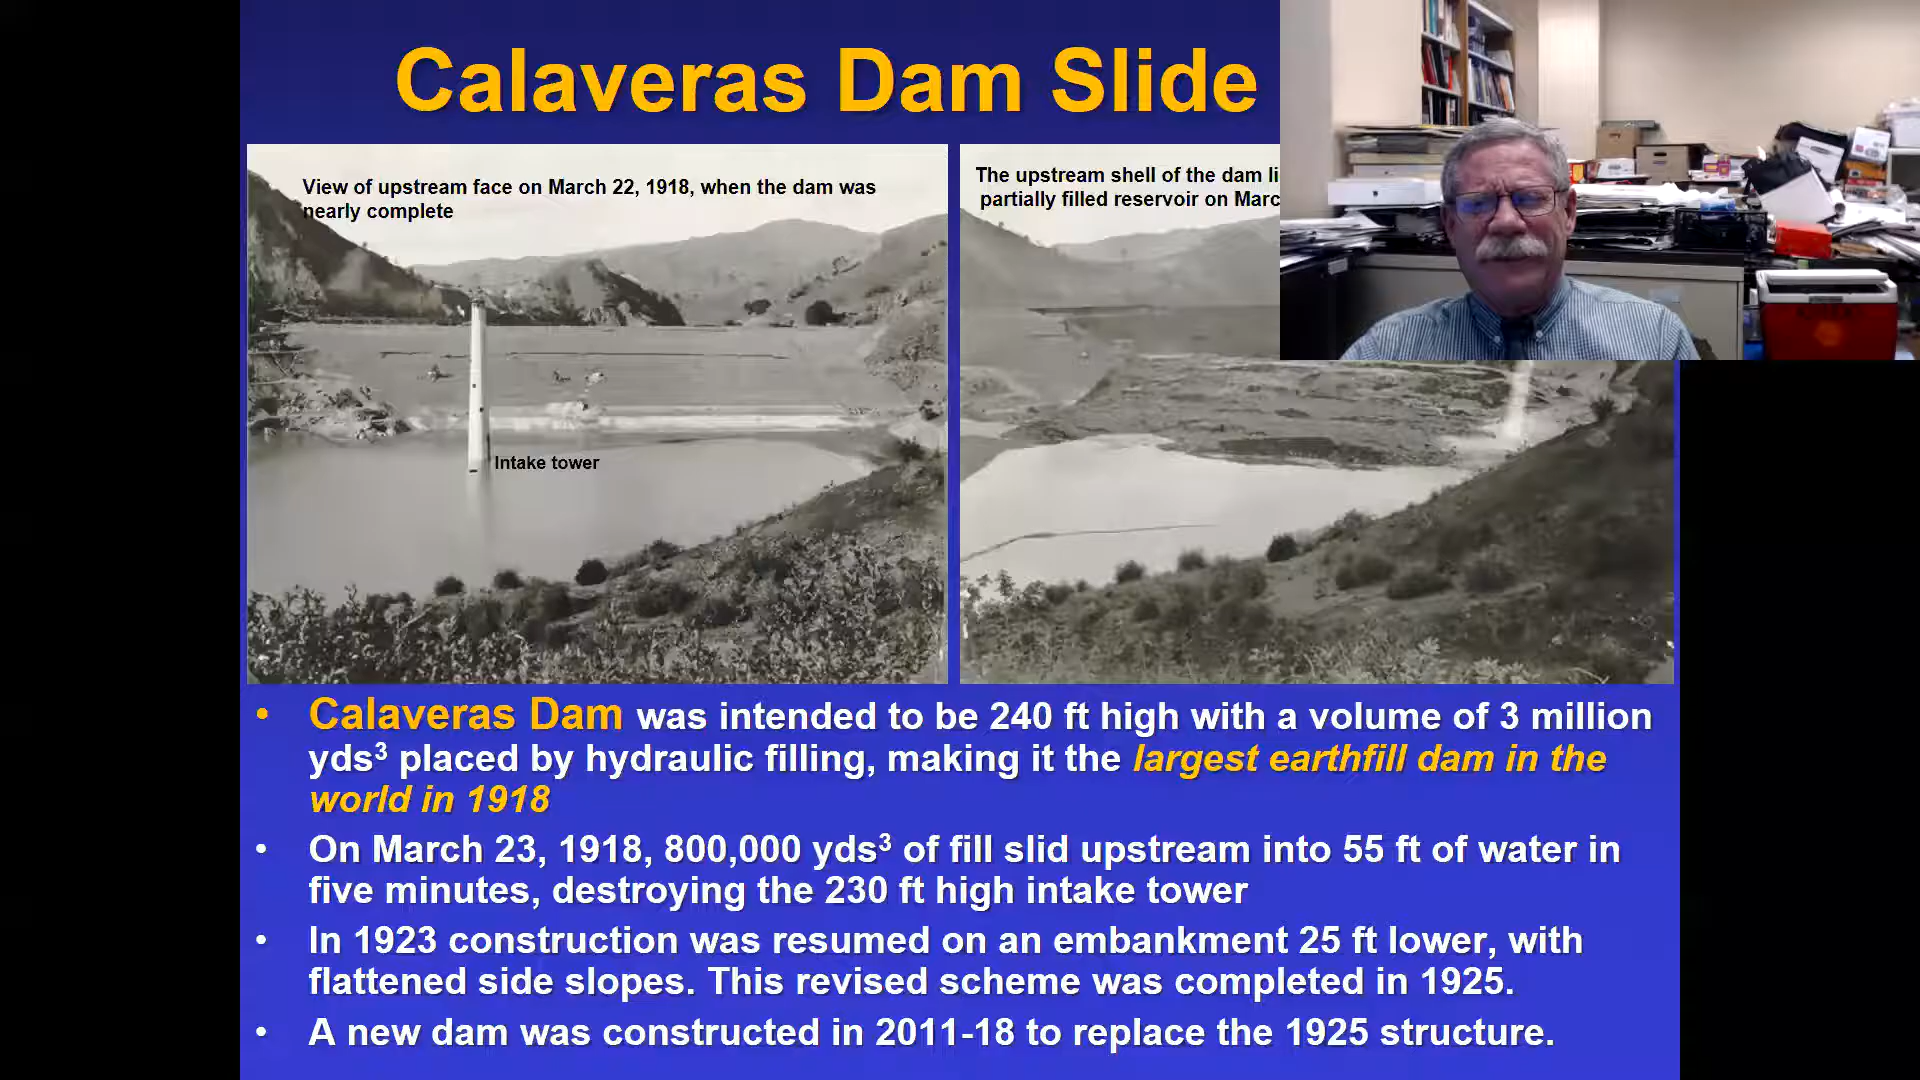 Calaveras Dam Slide
View of upstream face on March 22, 1918, when the dam was
nearly complete
The upstream shell of the dam
partially filled reservoir on
Intake tower
• Calaveras Dam was intended to be 240 ft high with a volume of 3 million
yds³ placed by hydraulic filling, making it the largest earthfill dam in the
world in 1918
• On March 23, 1918, 800,000 yds³ of fill slid upstream into 55 ft of water in
five minutes, destroying the 230 ft high intake tower
• In 1923 construction was resumed on an embankment 25 ft lower, with
flattened side slopes. This revised scheme was completed in 1925.
• A new dam was constructed in 2011-18 to replace the 1925 structure.